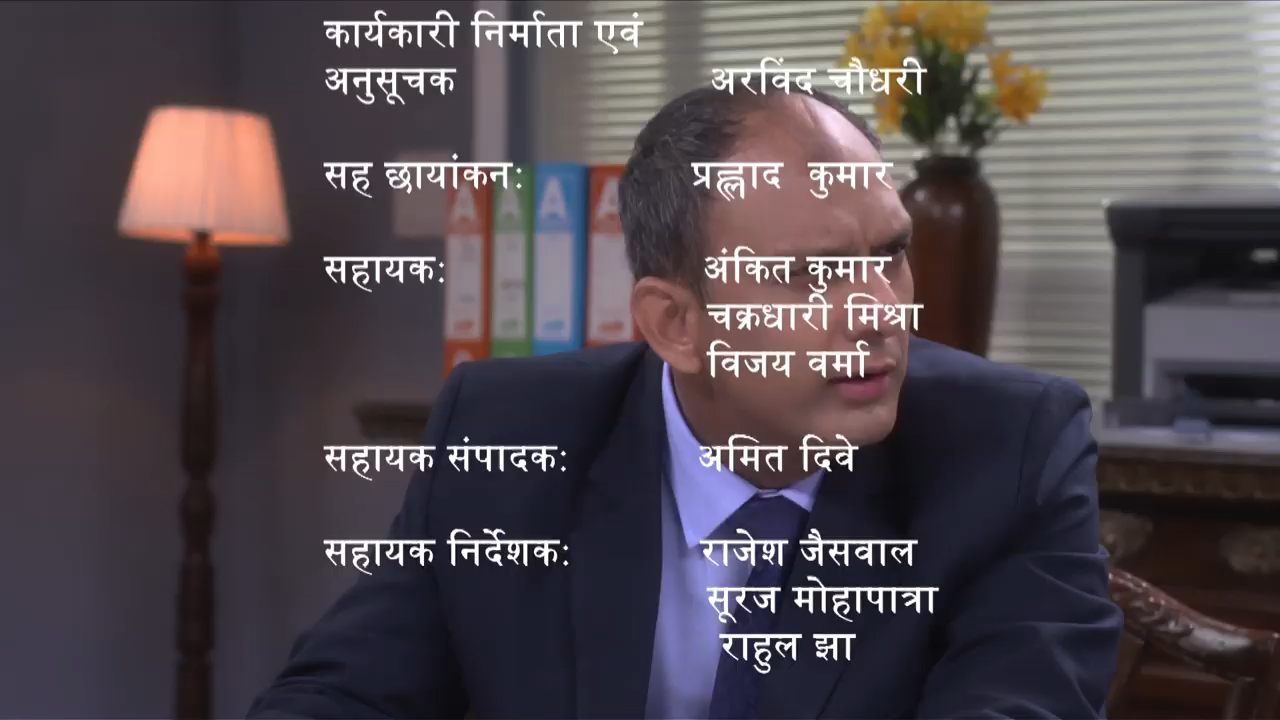 कार्यकारी निर्माता एवं
अनुसूचक अरविंद चौधरी
सह छायांकन: प्रह्लाद कुमार
सहायक: अंकित कुमार
चक्रधारी मिश्रा
विजय वर्मा
सहायक संपादक: अमित दिवे
सहायक निर्देशक: राजेश जैसवाल
सूरज मोहापात्रा
राहुल झा
A A A